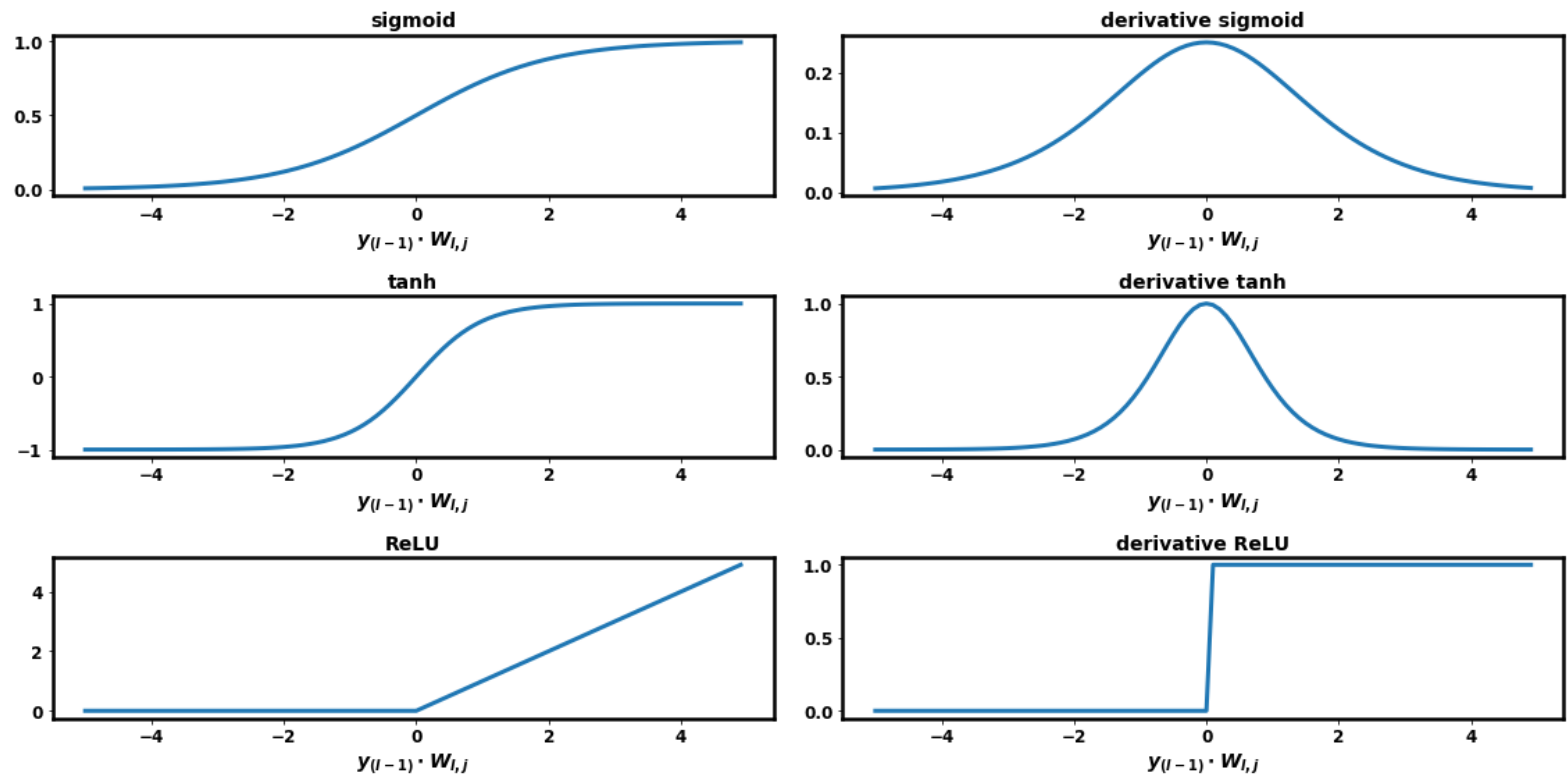 sigmoid
1.0
0.5
0.0
−4 −2 0 2 4
y(l − 1) · Wl, j
derivative sigmoid
0.2
0.1
0.0
−4 −2 0 2 4
y(l − 1) · Wl, j
tanh
1
0
−1
−4 −2 0 2 4
y(l − 1) · Wl, j
derivative tanh
1.0
0.5
0.0
−4 −2 0 2 4
y(l − 1) · Wl, j
ReLU
4
2
0
−4 −2 0 2 4
y(l − 1) · Wl, j
derivative ReLU
1.0
0.5
0.0
−4 −2 0 2 4
y(l − 1) · Wl, j